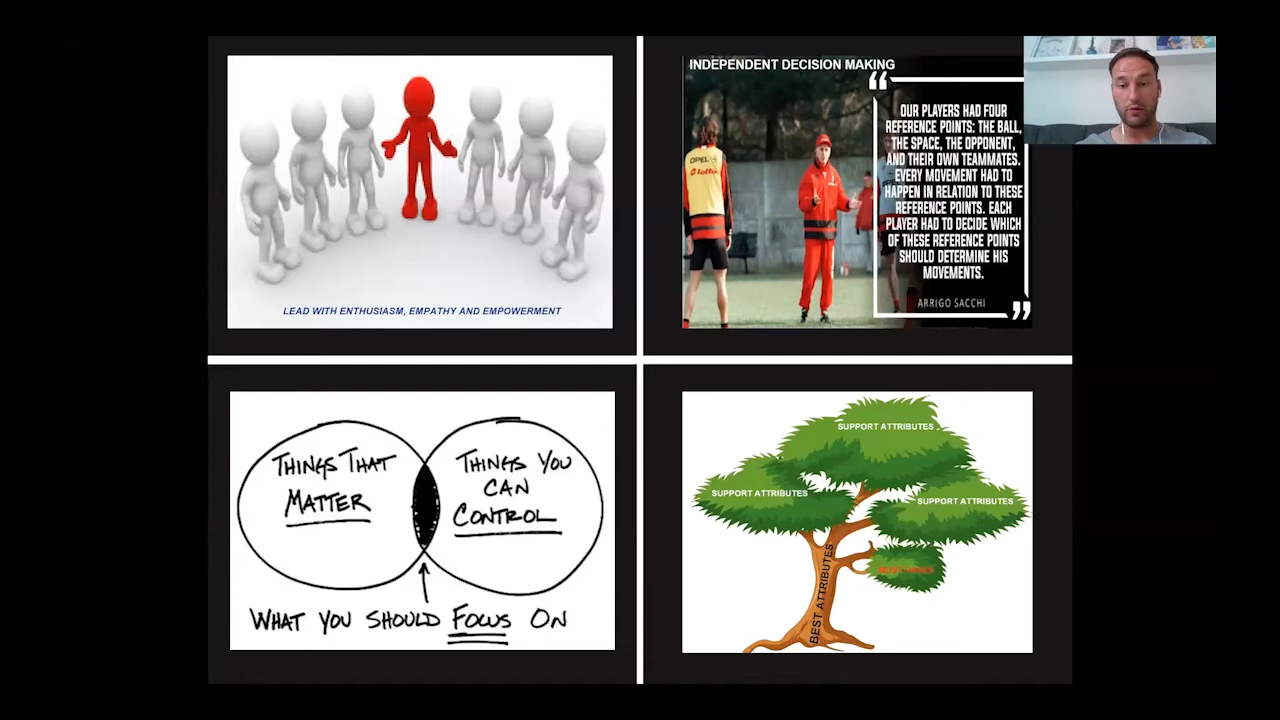 LEAD WITH ENTHUSIASM, EMPATHY AND EMPOWERMENT
INDEPENDENT DECISION MAKING
“
OUR PLAYERS HAD FOUR
REFERENCE POINTS: THE BALL,
THE SPACE, THE OPPONENT,
AND THEIR OWN TEAMMATES.
EVERY MOVEMENT HAD TO
HAPPEN IN RELATION TO THESE
REFERENCE POINTS. EACH
PLAYER HAD TO DECIDE WHICH
OF THESE REFERENCE POINTS
SHOULD DETERMINE HIS
MOVEMENTS.
ARRIGO SACCHI
”
OPEL
lotto
THINGS THAT
MATTER
THINGS YOU
CAN
CONTROL
WHAT YOU SHOULD FOCUS ON
SUPPORT ATTRIBUTES
SUPPORT ATTRIBUTES
SUPPORT ATTRIBUTES
BEST ATTRIBUTES